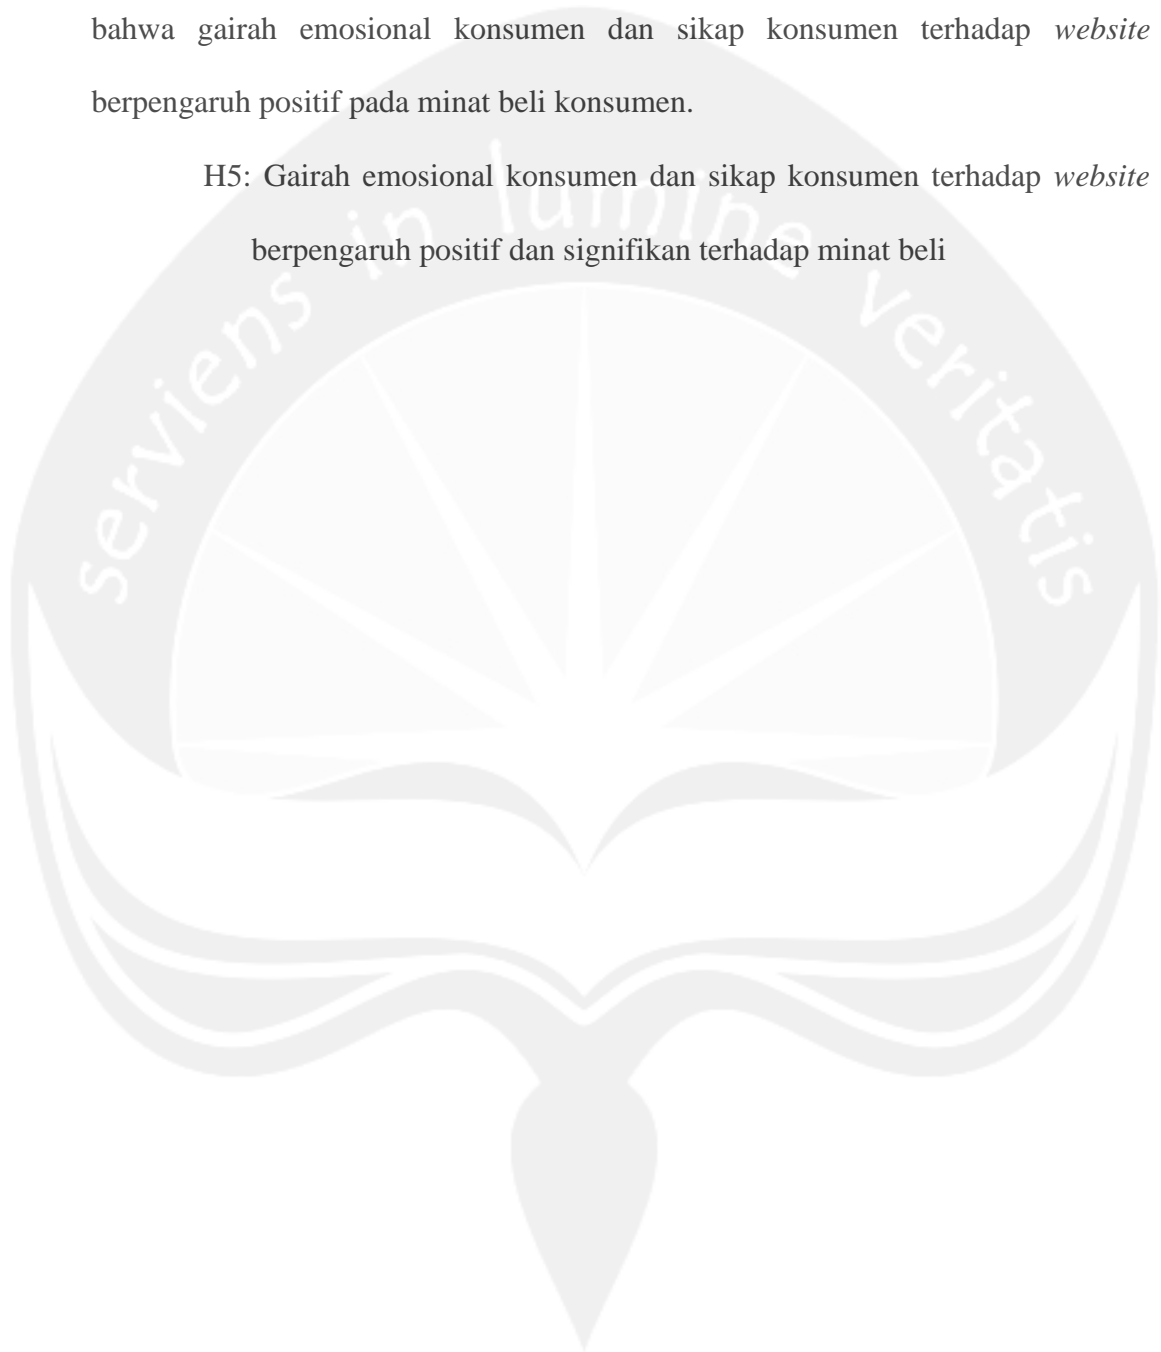 bahwa gairah emosional konsumen dan sikap konsumen terhadap website
berpengaruh positif pada minat beli konsumen.
H5: Gairah emosional konsumen dan sikap konsumen terhadap website
berpengaruh positif dan signifikan terhadap minat beli
serviens in lumine veritatis